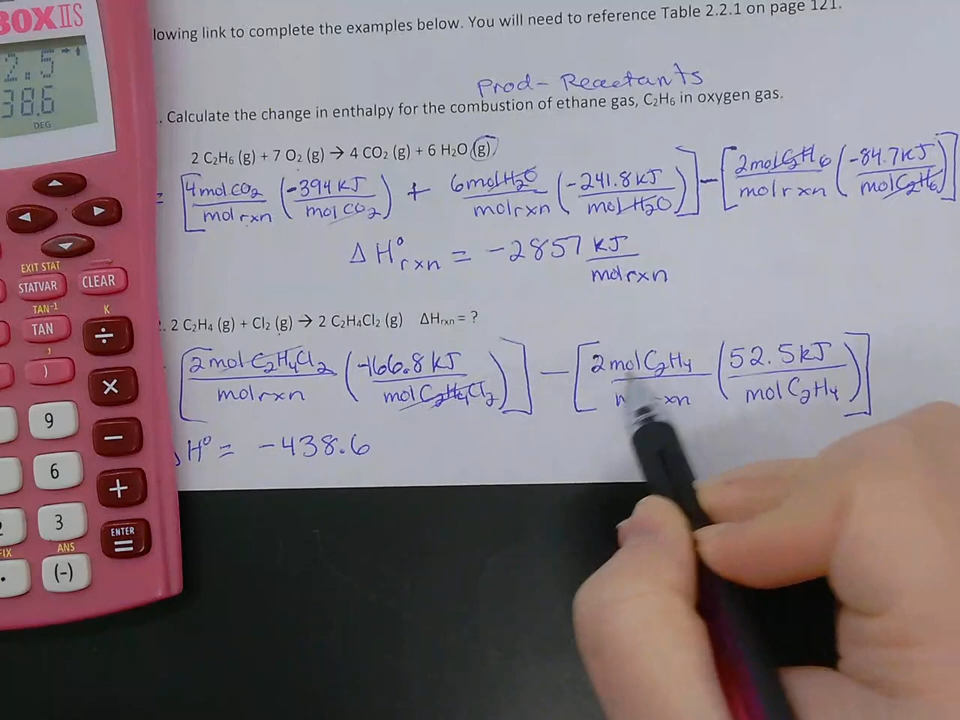 BOX IIS
2.5
38.6
DEG
EXIT STAT
STATVAR
CLEAR
TAN⁻¹
K
TAN
÷
)
)
×
9
−
6
+
3
2
FIX
ANS
ENTER
=
.
(-)
lowing link to complete the examples below. You will need to reference Table 2.2.1 on page 121.
Prod - Reactants
. Calculate the change in enthalpy for the combustion of ethane gas, C₂H₆ in oxygen gas.
2 C₂H₆ (g) + 7 O₂ (g) → 4 CO₂ (g) + 6 H₂O (g)
= [4 mol CO₂ / mol rxn (-394 kJ / mol CO₂) + 6 mol H₂O / mol rxn (-241.8 kJ / mol H₂O)] - [2 mol C₂H₆ / mol rxn (-84.7 kJ / mol C₂H₆)]
ΔH°rxn = -2857 kJ / mol rxn
. 2 C₂H₄ (g) + Cl₂ (g) → 2 C₂H₄Cl₂ (g) ΔHrxn = ?
[2 mol C₂H₄Cl₂ / mol rxn (-166.8 kJ / mol C₂H₄Cl₂)] - [2 mol C₂H₄ / m xn (52.5 kJ / mol C₂H₄)]
ΔH° = -438.6